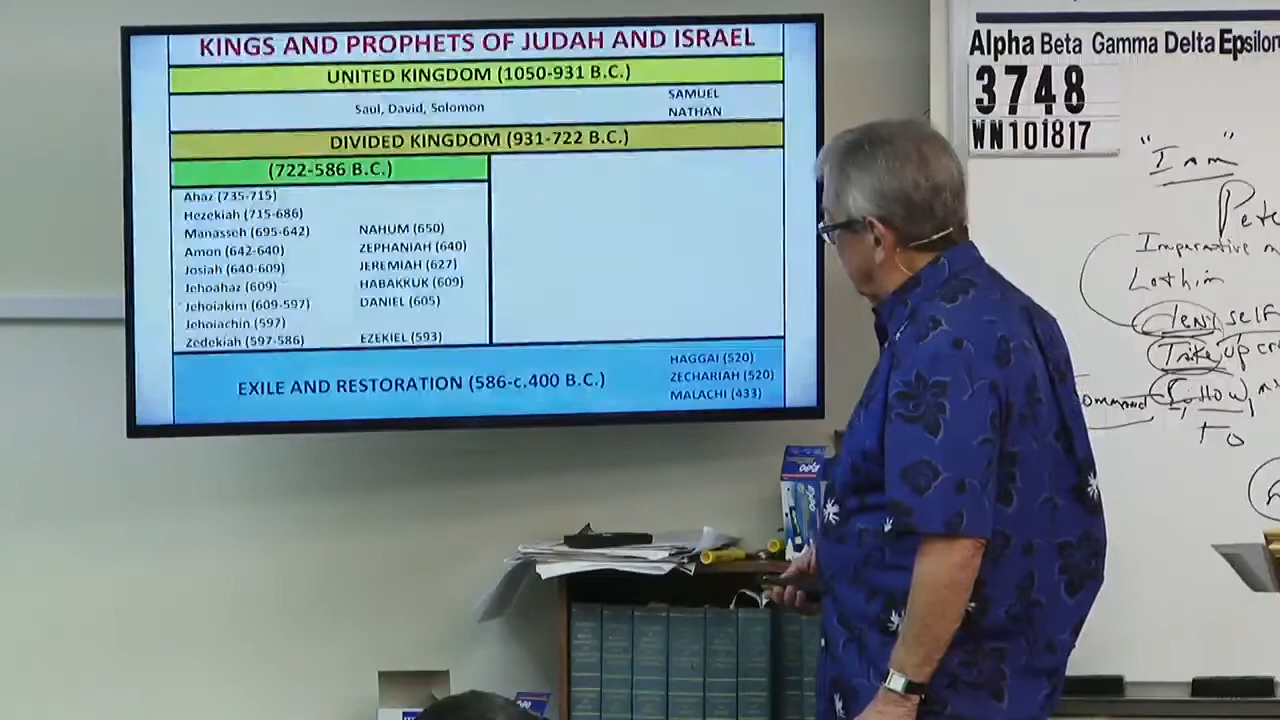 KINGS AND PROPHETS OF JUDAH AND ISRAEL
UNITED KINGDOM (1050-931 B.C.)
Saul, David, Solomon
SAMUEL
NATHAN
DIVIDED KINGDOM (931-722 B.C.)
(722-586 B.C.)
Ahaz (735-715)
Hezekiah (715-686)
Manasseh (695-642) NAHUM (650)
Amon (642-640) ZEPHANIAH (640)
Josiah (640-609) JEREMIAH (627)
Jehoahaz (609) HABAKKUK (609)
Jehoiakim (609-597) DANIEL (605)
Jehoiachin (597)
Zedekiah (597-586) EZEKIEL (593)
EXILE AND RESTORATION (586-c.400 B.C.)
HAGGAI (520)
ZECHARIAH (520)
MALACHI (433)
Alpha Beta Gamma Delta Epsilon
3748
WN101817
"I am"
Pete
Imperative
deny self
Take up
Follow
To
Expo